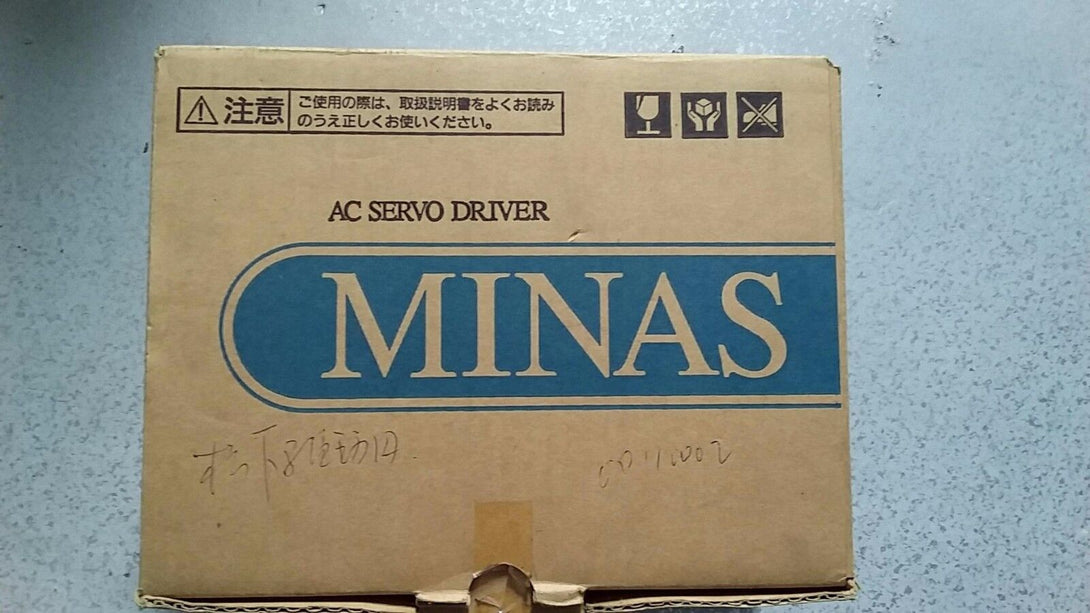 注意
ご使用の際は、取扱説明書をよくお読み
のうえ正しくお使いください。
AC SERVO DRIVER
MINAS